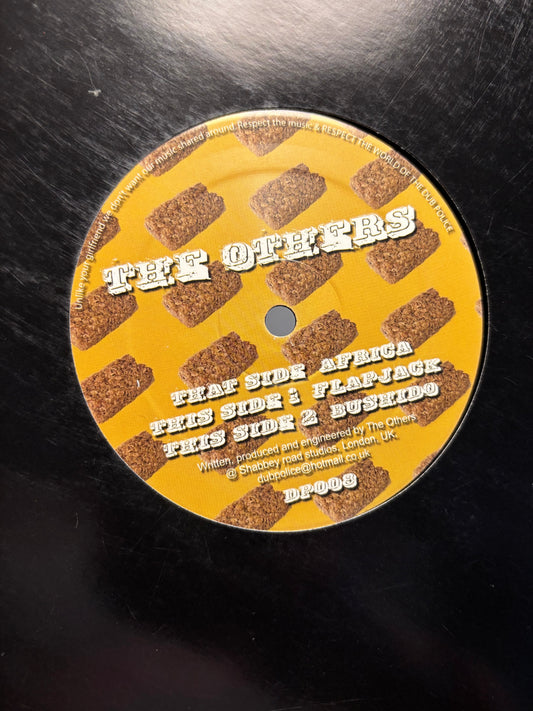 Unlike your girlfriend we don't want our music shared around. Respect the music & RESPECT THE WORLD OF THE DUB POLICE.
THE OTHERS
THAT SIDE AFRICA
THIS SIDE 1 FLAPJACK
THIS SIDE 2 BUSHIDO
Written, produced and engineered by The Others
@ Shabbey road studios, London, UK.
dubpolice@hotmail.co.uk
DP008